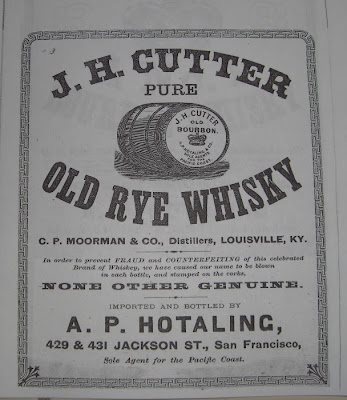 J. H. CUTTER
PURE
J. H. CUTTER
OLD
BOURBON.
OLD RYE WHISKY
C. P. MOORMAN & CO., Distillers, LOUISVILLE, KY.
In order to prevent FRAUD and COUNTERFEITING of this celebrated
Brand of Whiskey, we have caused our name to be blown
in each bottle, and stamped on the corks.
NONE OTHER GENUINE.
IMPORTED AND BOTTLED BY
A. P. HOTALING,
429 & 431 JACKSON ST., San Francisco,
Sole Agent for the Pacific Coast.